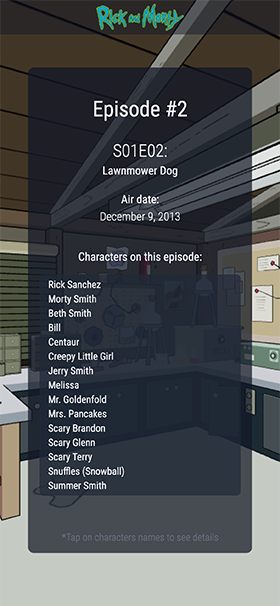 Rick and Morty
Episode #2
S01E02:
Lawnmower Dog
Air date:
December 9, 2013
Characters on this episode:
Rick Sanchez
Morty Smith
Beth Smith
Bill
Centaur
Creepy Little Girl
Jerry Smith
Melissa
Mr. Goldenfold
Mrs. Pancakes
Scary Brandon
Scary Glenn
Scary Terry
Snuffles (Snowball)
Summer Smith
*Tap on characters names to see details